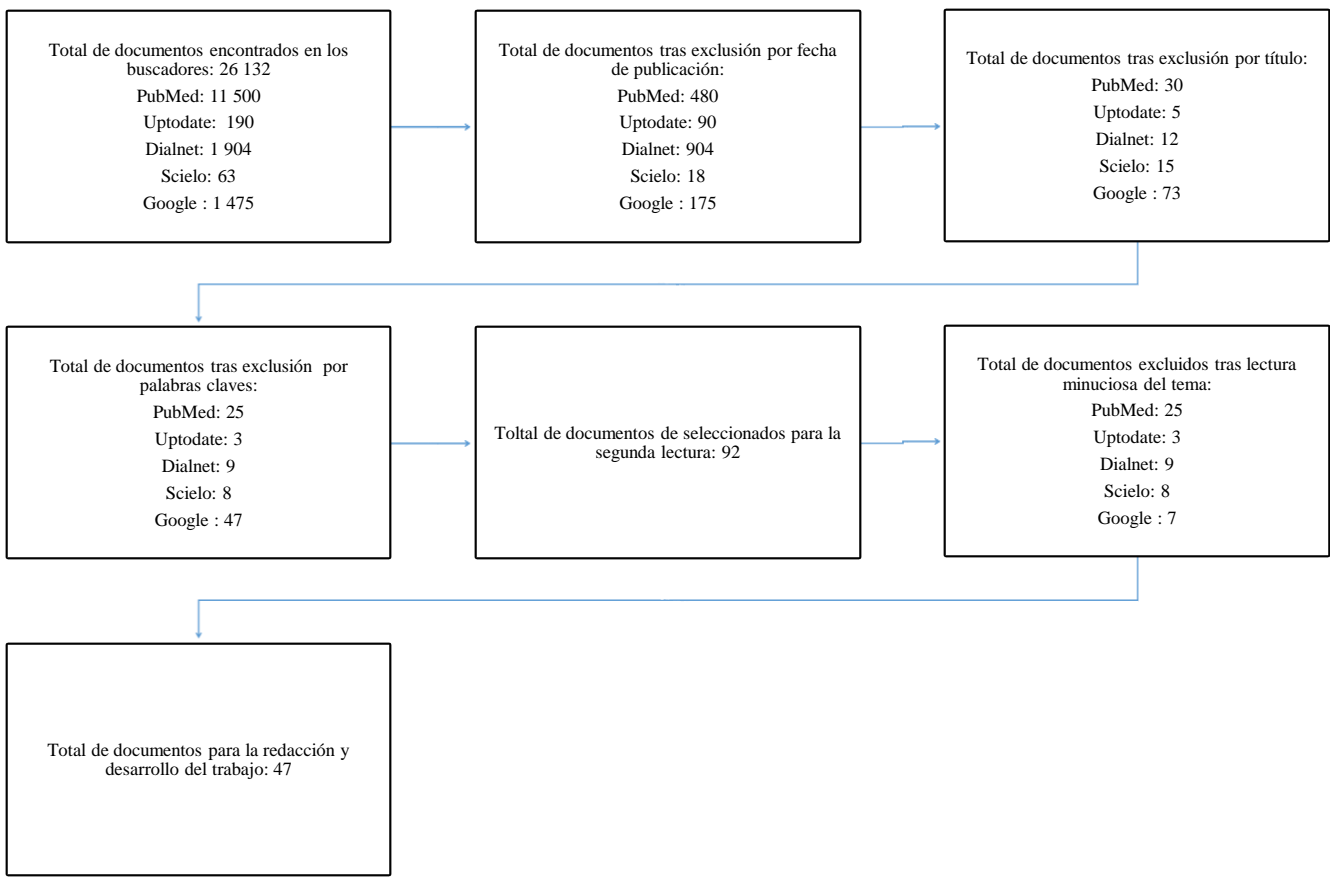 Total de documentos encontrados en los
buscadores: 26 132
PubMed: 11 500
Uptodate: 190
Dialnet: 1 904
Scielo: 63
Google : 1 475
Total de documentos tras exclusión por fecha
de publicación:
PubMed: 480
Uptodate: 90
Dialnet: 904
Scielo: 18
Google : 175
Total de documentos tras exclusión por título:
PubMed: 30
Uptodate: 5
Dialnet: 12
Scielo: 15
Google : 73
Total de documentos tras exclusión por
palabras claves:
PubMed: 25
Uptodate: 3
Dialnet: 9
Scielo: 8
Google : 47
Toltal de documentos de seleccionados para la
segunda lectura: 92
Total de documentos excluidos tras lectura
minuciosa del tema:
PubMed: 25
Uptodate: 3
Dialnet: 9
Scielo: 8
Google : 7
Total de documentos para la redacción y
desarrollo del trabajo: 47